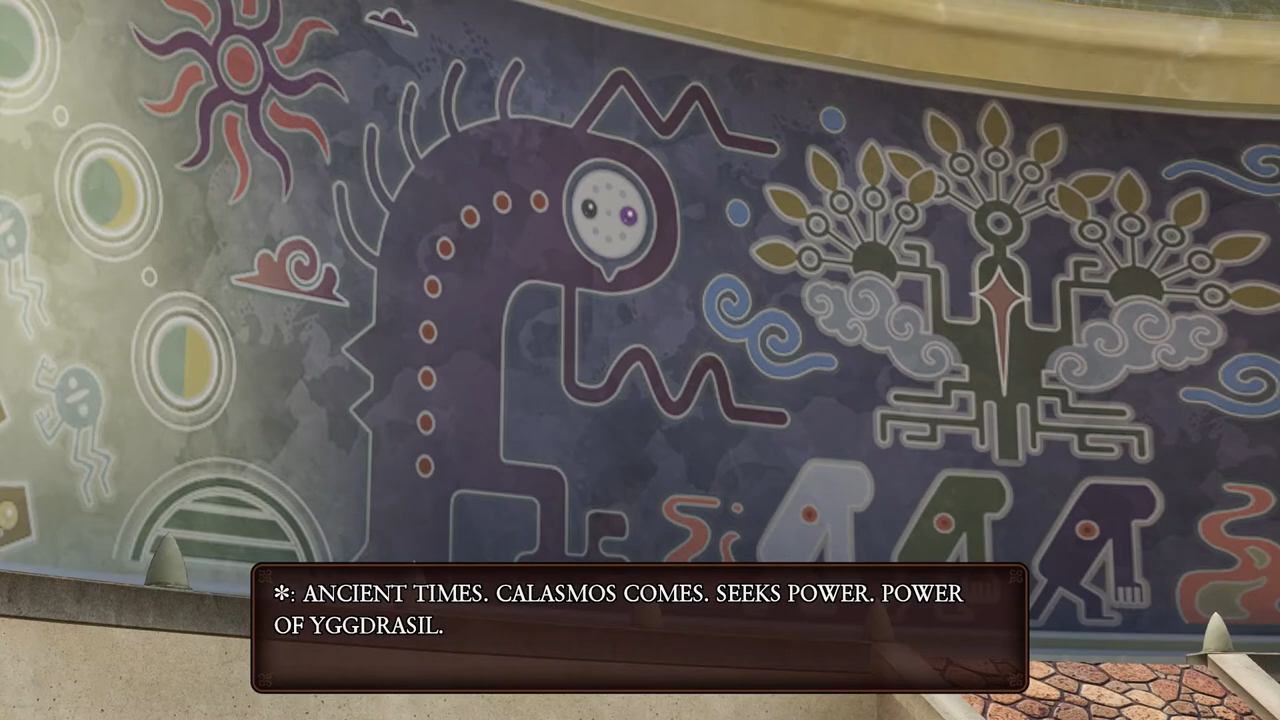 ✻: ANCIENT TIMES. CALASMOS COMES. SEEKS POWER. POWER
OF YGGDRASIL.